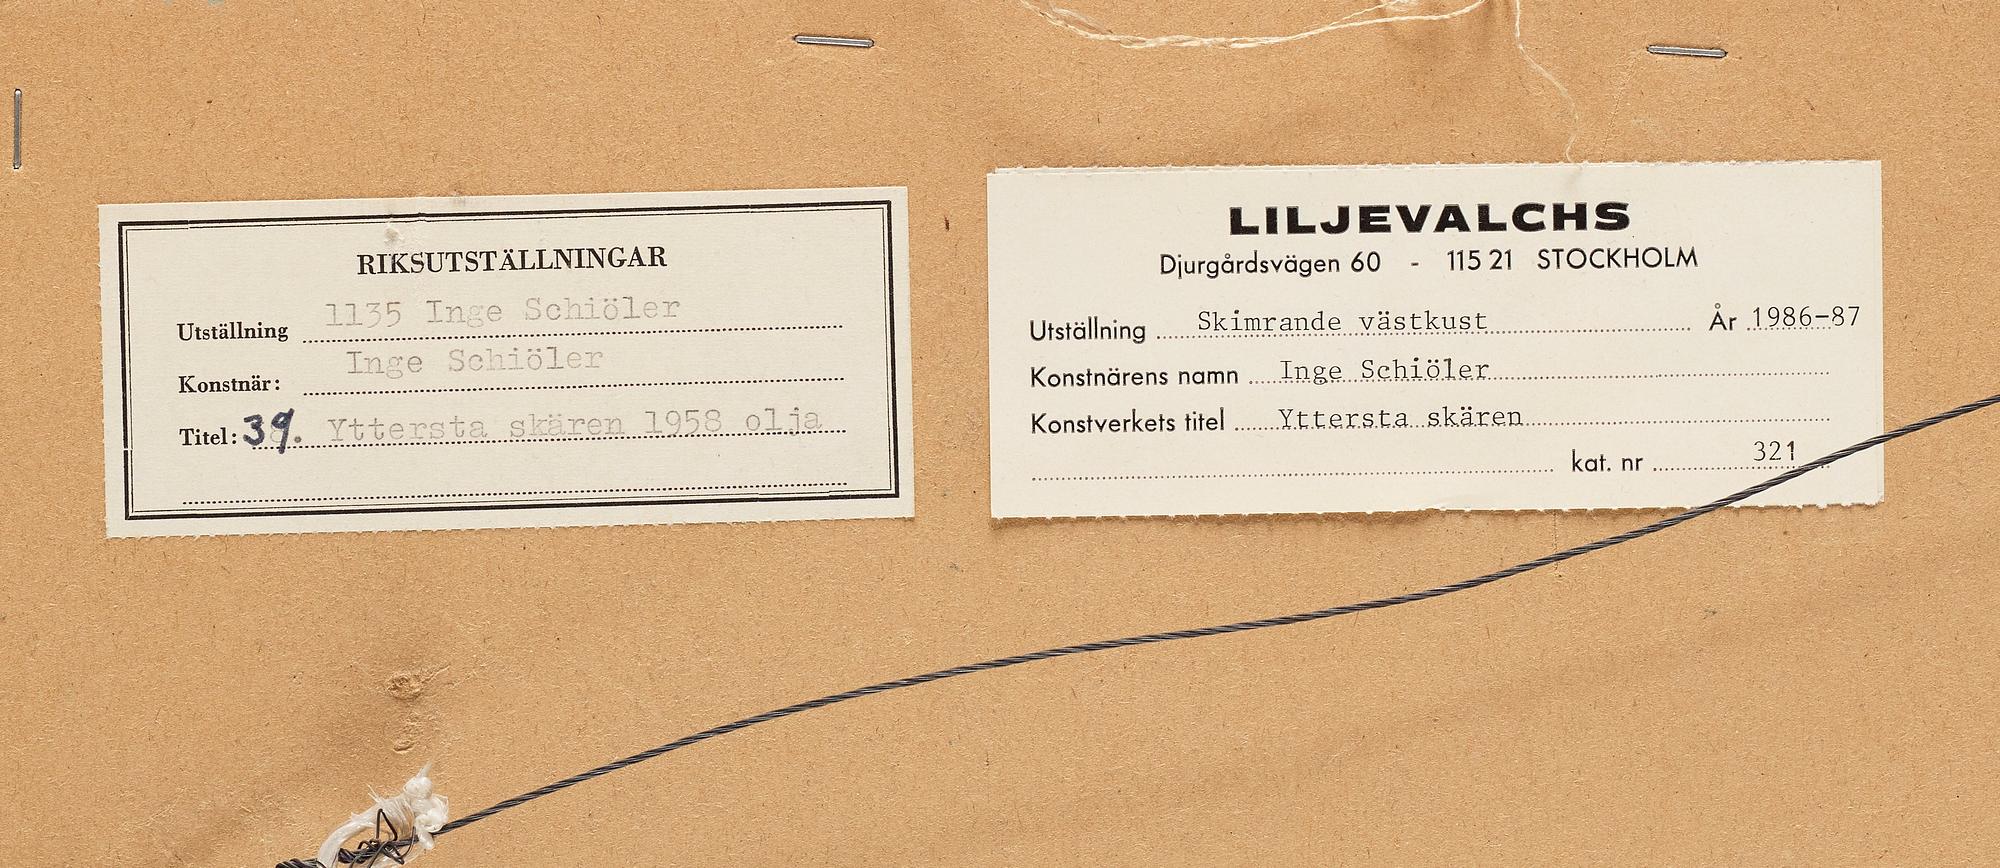 RIKSUTSTÄLLNINGAR
Utställning 1135 Inge Schiöler
Konstnär: Inge Schiöler
Titel: 39. Yttersta skären 1958 olja
LILJEVALCHS
Djurgårdsvägen 60 - 115 21 STOCKHOLM
Utställning Skimrande västkust År 1986-87
Konstnärens namn Inge Schiöler
Konstverkets titel Yttersta skären
kat. nr 321